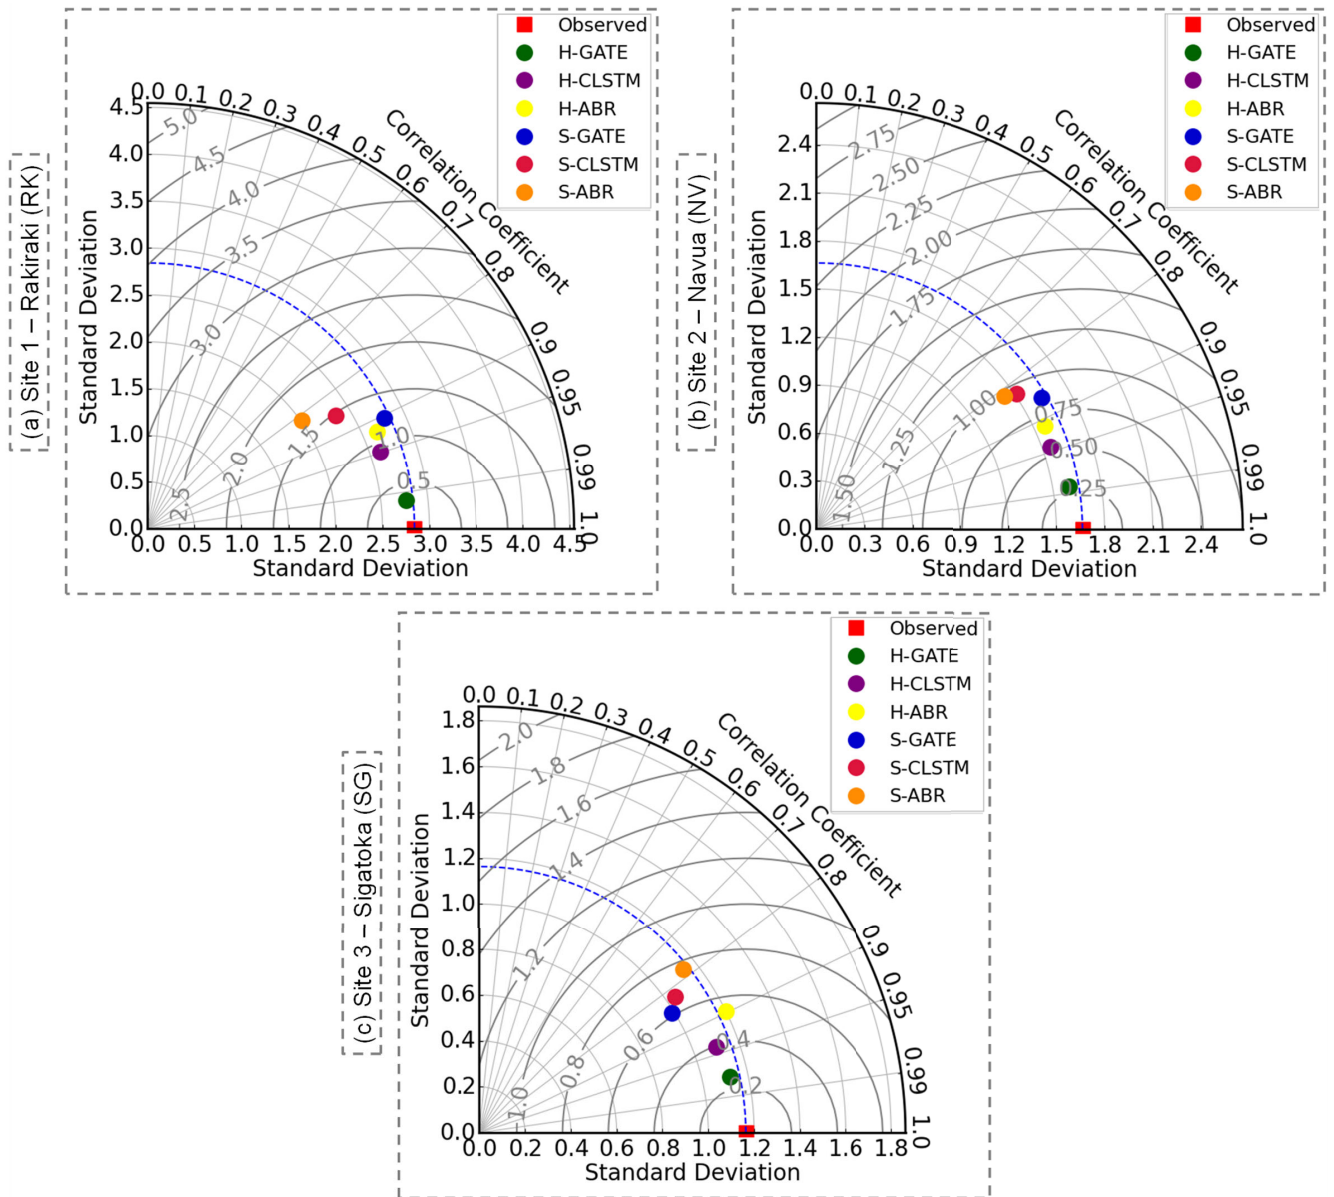 (a) Site 1 – Rakiraki (RK)
Observed
H-GATE
H-CLSTM
H-ABR
S-GATE
S-CLSTM
S-ABR
Correlation Coefficient
0.0 0.1 0.2 0.3 0.4 0.5 0.6 0.7 0.8 0.9 0.95 0.99 1.0
Standard Deviation
4.5
4.0
3.5
3.0
2.5
2.0
1.5
1.0
0.5
0.0
5.0
4.5
4.0
3.5
3.0
2.5
2.0
1.5
1.0
0.5
0.0 0.5 1.0 1.5 2.0 2.5 3.0 3.5 4.0 4.5
Standard Deviation
(b) Site 2 – Navua (NV)
Observed
H-GATE
H-CLSTM
H-ABR
S-GATE
S-CLSTM
S-ABR
Correlation Coefficient
0.0 0.1 0.2 0.3 0.4 0.5 0.6 0.7 0.8 0.9 0.95 0.99 1.0
Standard Deviation
2.4
2.1
1.8
1.5
1.2
0.9
0.6
0.3
0.0
2.75
2.50
2.25
2.00
1.75
1.50
1.25
1.00
0.75
0.50
0.25
0.0 0.3 0.6 0.9 1.2 1.5 1.8 2.1 2.4
Standard Deviation
(c) Site 3 – Sigatoka (SG)
Observed
H-GATE
H-CLSTM
H-ABR
S-GATE
S-CLSTM
S-ABR
Correlation Coefficient
0.0 0.1 0.2 0.3 0.4 0.5 0.6 0.7 0.8 0.9 0.95 0.99 1.0
Standard Deviation
1.8
1.6
1.4
1.2
1.0
0.8
0.6
0.4
0.2
0.0
2.0
1.8
1.6
1.4
1.2
1.0
0.8
0.6
0.4
0.2
0.0 0.2 0.4 0.6 0.8 1.0 1.2 1.4 1.6 1.8
Standard Deviation